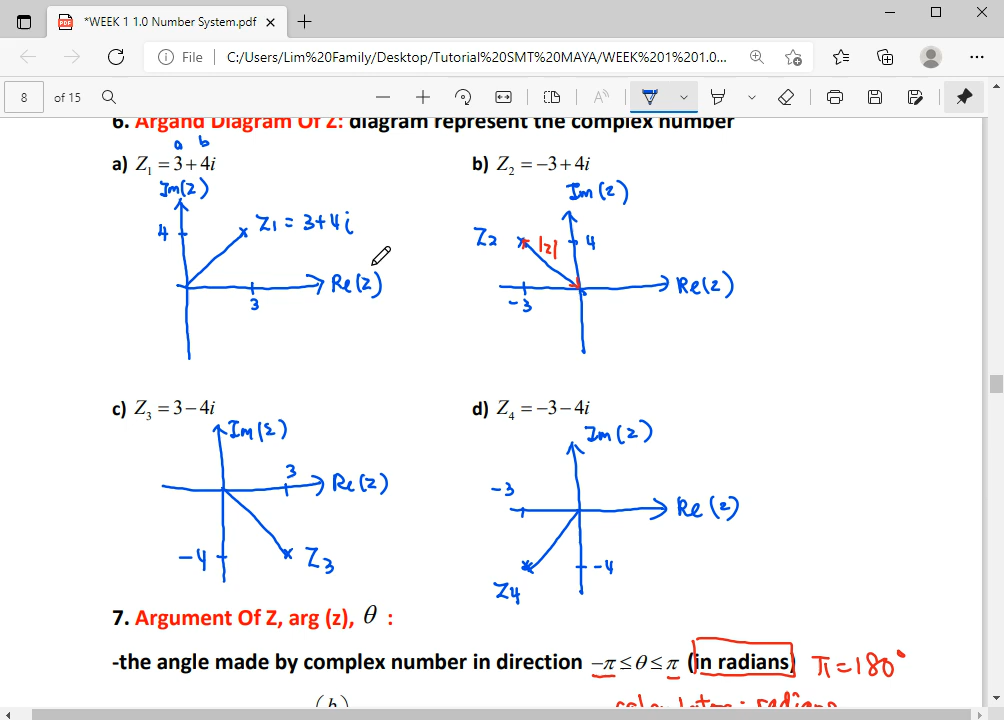 *WEEK 1 1.0 Number System.pdf
File C:/Users/Lim%20Family/Desktop/Tutorial%20SMT%20MAYA/WEEK%201%201.0...
8 of 15
6. Argand Diagram Of Z: diagram represent the complex number
a b
a) Z₁ = 3 + 4i
Im(z)
4
Z1 = 3+4i
Re(z)
3
b) Z₂ = −3 + 4i
Im(z)
Z2
|z|
4
Re(z)
-3
c) Z₃ = 3 − 4i
Im(z)
3
Re(z)
-4
Z3
d) Z₄ = −3 − 4i
Im(z)
-3
Re(z)
-4
Z4
7. Argument Of Z, arg (z), θ :
-the angle made by complex number in direction −π ≤ θ ≤ π (in radians) π = 180°
(b)
calculator: radians